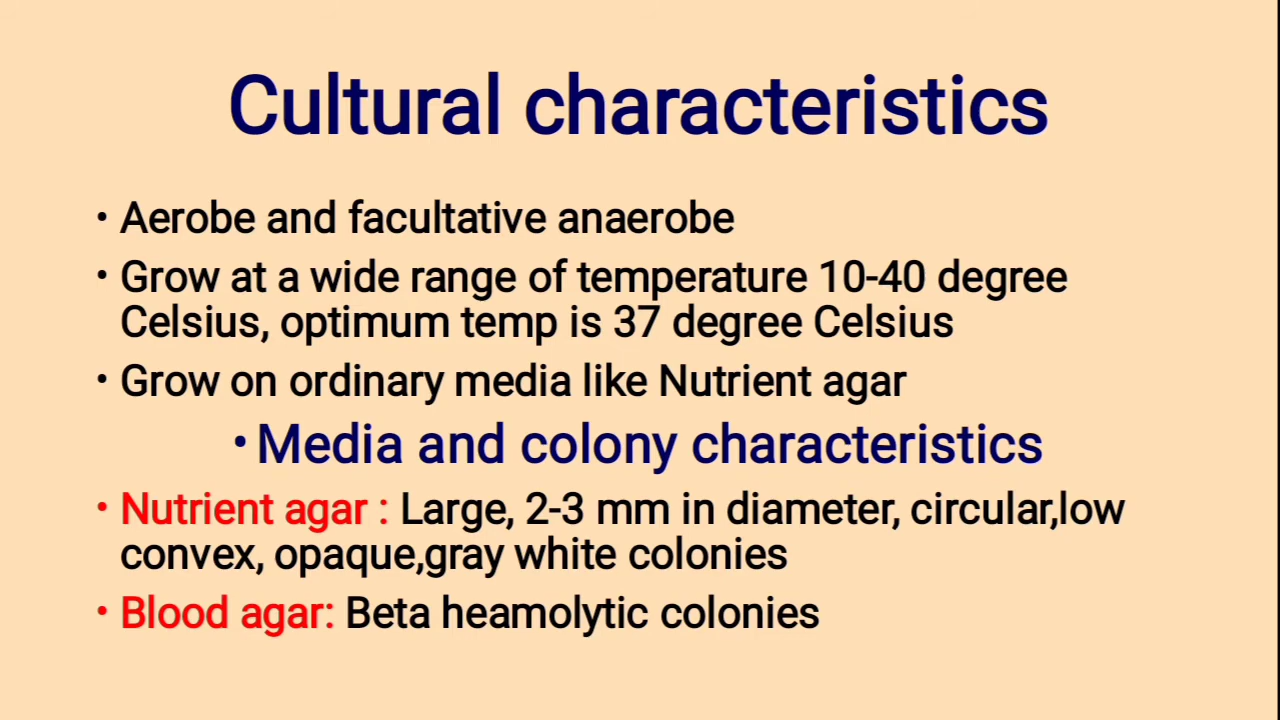 Cultural characteristics
• Aerobe and facultative anaerobe
• Grow at a wide range of temperature 10-40 degree
Celsius, optimum temp is 37 degree Celsius
• Grow on ordinary media like Nutrient agar
• Media and colony characteristics
• Nutrient agar : Large, 2-3 mm in diameter, circular,low
convex, opaque,gray white colonies
• Blood agar: Beta heamolytic colonies